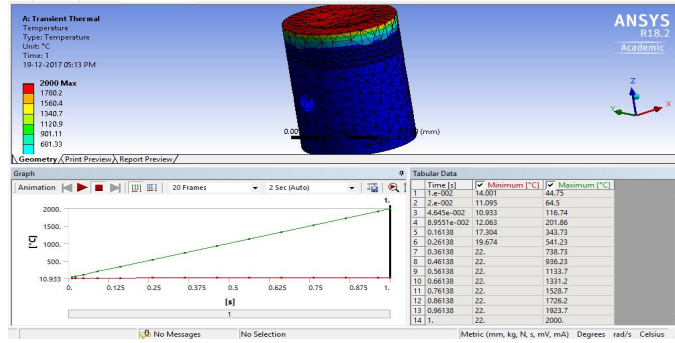 A: Transient Thermal
Temperature
Type: Temperature
Unit: °C
Time: 1
19-12-2017 05:13 PM
2000 Max
1780.2
1560.4
1340.7
1120.9
901.11
681.33
ANSYS
R18.2
Academic
Z
Y
X
0.00
(mm)
Geometry Print Preview Report Preview
Graph
Animation 20 Frames 2 Sec (Auto)
1.
2000.
1500.
1000.
500.
10.933
[°C]
0. 0.125 0.25 0.375 0.5 0.625 0.75 0.875 1.
[s]
1
Tabular Data
Time [s] Minimum [°C] Maximum [°C]
1 1.e-002 14.001 44.75
2 2.e-002 11.095 64.5
3 4.645e-002 10.933 116.74
4 8.9551e-002 12.063 201.86
5 0.16138 17.304 343.73
6 0.26138 19.674 541.23
7 0.36138 22. 738.73
8 0.46138 22. 936.23
9 0.56138 22. 1133.7
10 0.66138 22. 1331.2
11 0.76138 22. 1528.7
12 0.86138 22. 1726.2
13 0.96138 22. 1923.7
14 1. 22. 2000.
No Messages No Selection Metric (mm, kg, N, s, mV, mA) Degrees rad/s Celsius